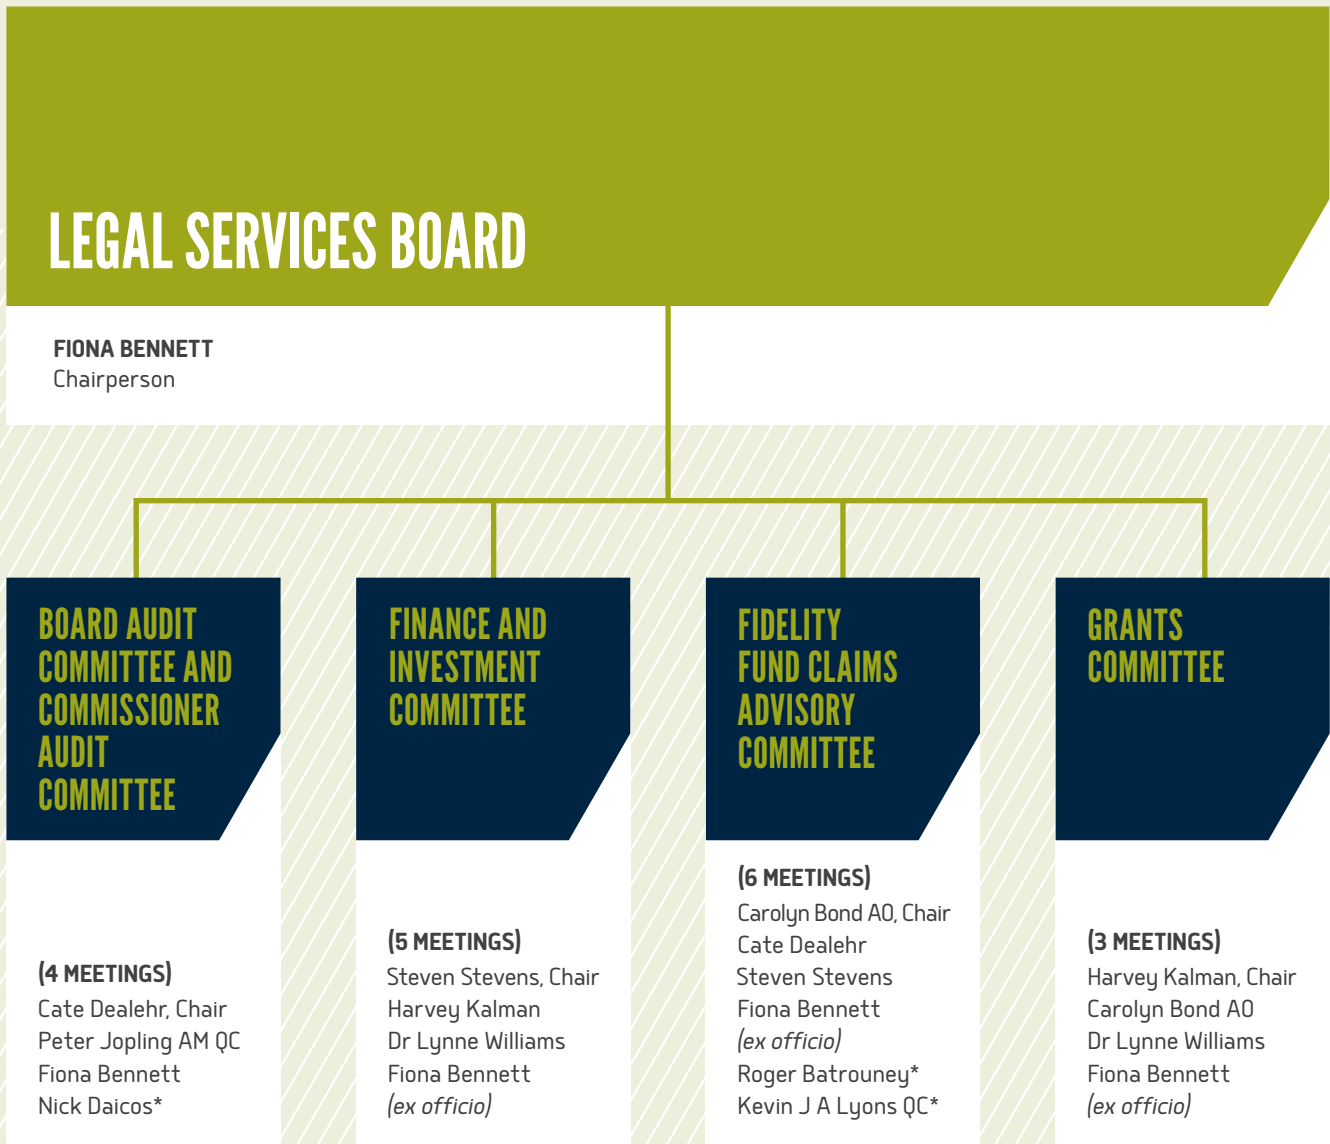 LEGAL SERVICES BOARD
FIONA BENNETT
Chairperson
BOARD AUDIT
COMMITTEE AND
COMMISSIONER
AUDIT
COMMITTEE
(4 MEETINGS)
Cate Dealehr, Chair
Peter Jopling AM QC
Fiona Bennett
Nick Daicos*
FINANCE AND
INVESTMENT
COMMITTEE
(5 MEETINGS)
Steven Stevens, Chair
Harvey Kalman
Dr Lynne Williams
Fiona Bennett
(ex officio)
FIDELITY
FUND CLAIMS
ADVISORY
COMMITTEE
(6 MEETINGS)
Carolyn Bond AO, Chair
Cate Dealehr
Steven Stevens
Fiona Bennett
(ex officio)
Roger Batrouney*
Kevin J A Lyons QC*
GRANTS
COMMITTEE
(3 MEETINGS)
Harvey Kalman, Chair
Carolyn Bond AO
Dr Lynne Williams
Fiona Bennett
(ex officio)